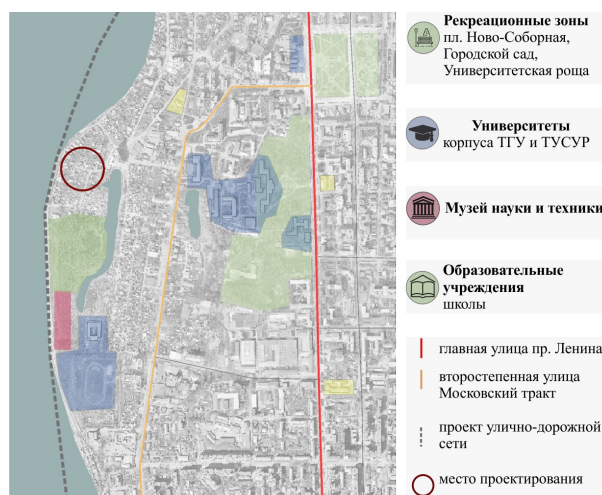 Рекреационные зоны
пл. Ново-Соборная,
Городской сад,
Университетская роща
Университеты
корпуса ТГУ и ТУСУР
Музей науки и техники
Образовательные
учреждения
школы
главная улица пр. Ленина
второстепенная улица
Московский тракт
проект улично-дорожной
сети
место проектирования